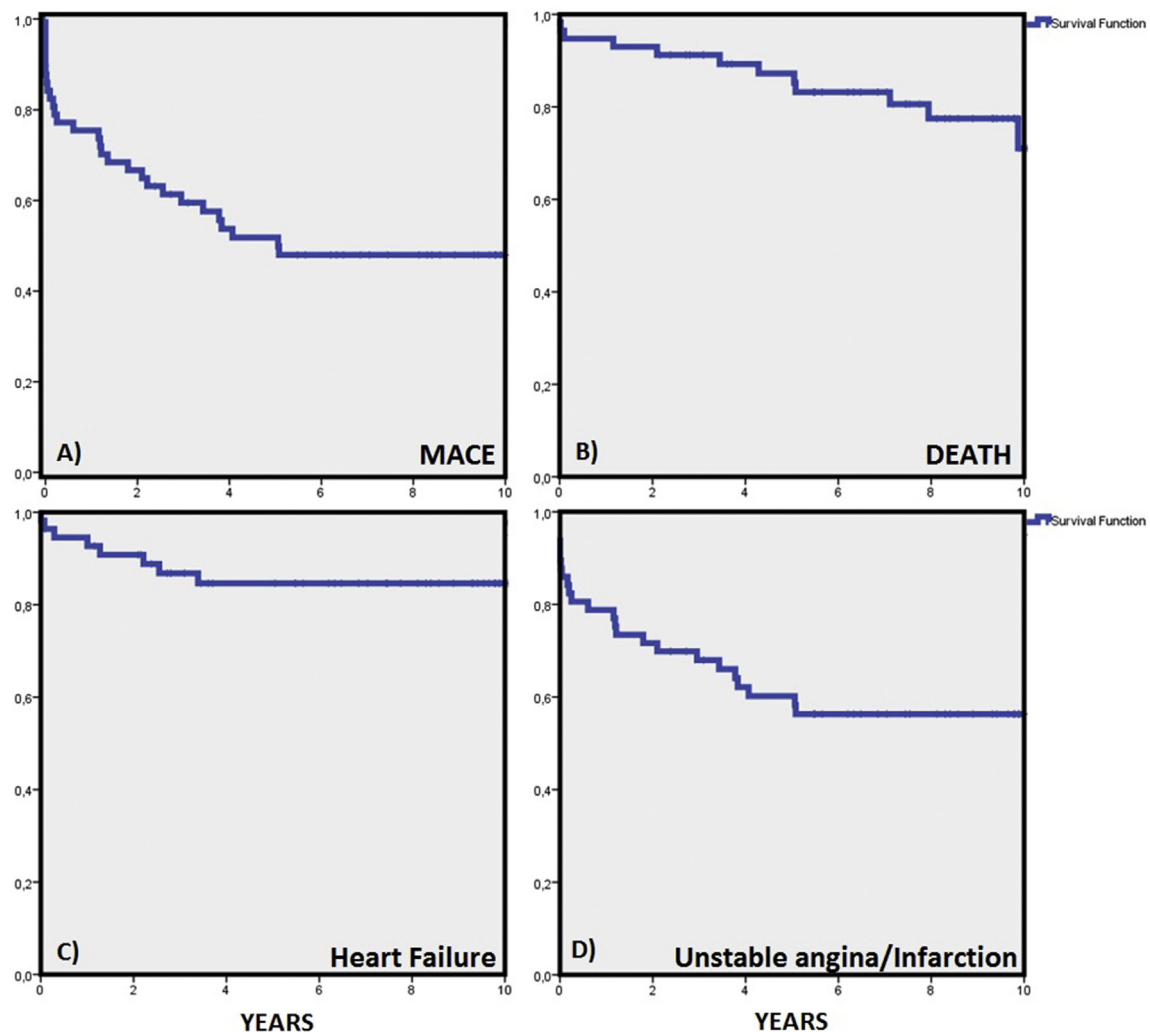 1,0
0,8
0,6
0,4
0,2
0,0
A)
MACE
0 2 4 6 8 10
1,0
0,8
0,6
0,4
0,2
0,0
B)
DEATH
0 2 4 6 8 10
Survival Function
1,0
0,8
0,6
0,4
0,2
0,0
C)
Heart Failure
0 2 4 6 8 10
YEARS
1,0
0,8
0,6
0,4
0,2
0,0
D)
Unstable angina/Infarction
0 2 4 6 8 10
YEARS
Survival Function